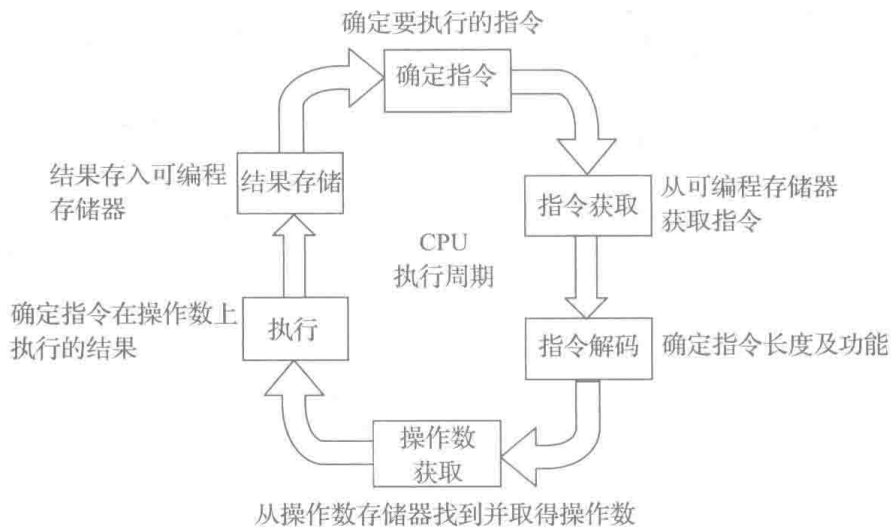 确定要执行的指令
确定指令
结果存入可编程
存储器
结果存储
指令获取
从可编程存储器
获取指令
CPU
执行周期
确定指令在操作数上
执行的结果
执行
指令解码
确定指令长度及功能
操作数
获取
从操作数存储器找到并取得操作数